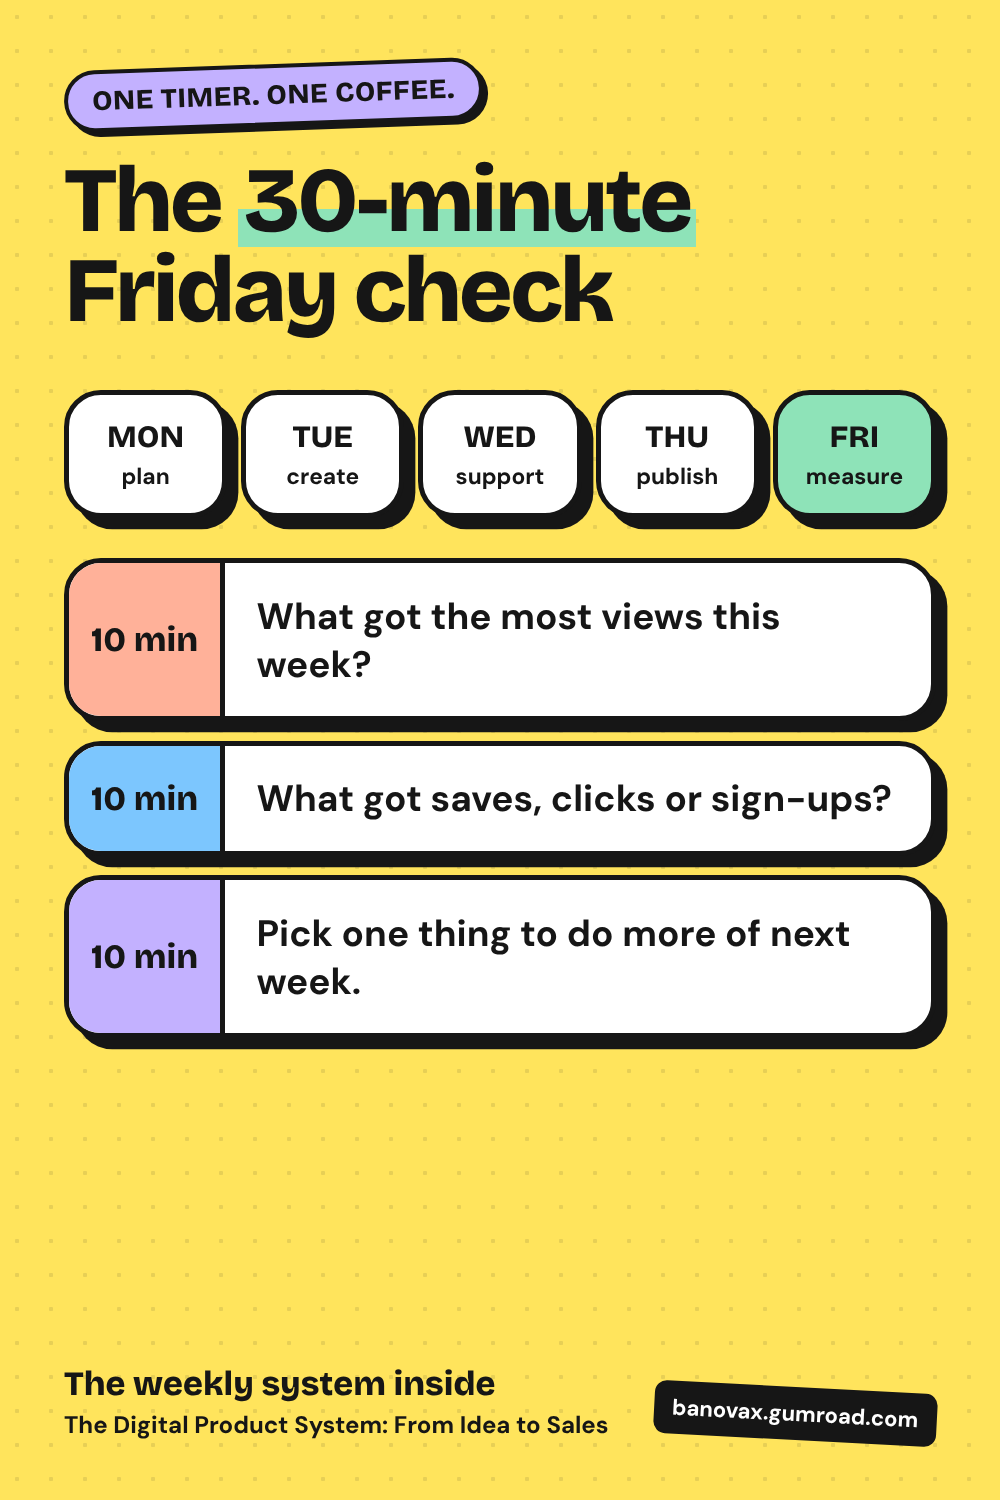 ONE TIMER. ONE COFFEE.
The 30-minute
Friday check
MON TUE WED THU FRI
plan create support publish measure
10 min
What got the most views this
week?
10 min
What got saves, clicks or sign-ups?
10 min
Pick one thing to do more of next
week.
The weekly system inside
The Digital Product System: From Idea to Sales
banovax.gumroad.com